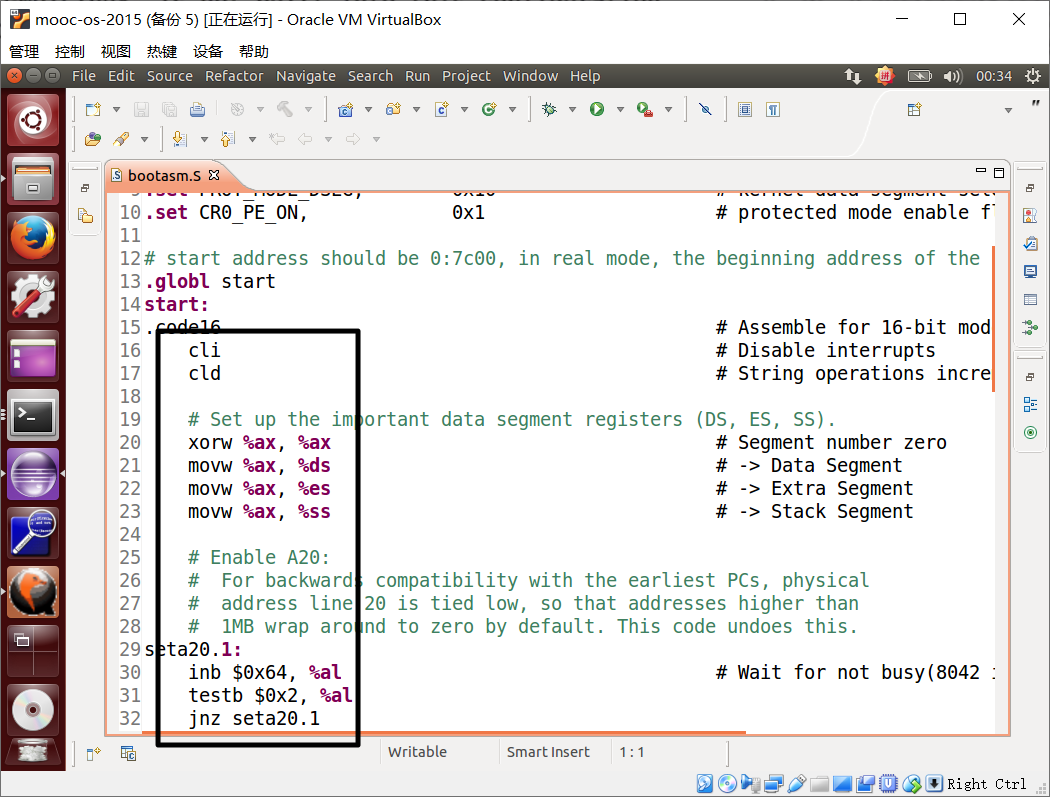 mooc-os-2015 (备份 5) [正在运行] - Oracle VM VirtualBox
管理 控制 视图 热键 设备 帮助
File Edit Source Refactor Navigate Search Run Project Window Help 00:34
bootasm.S
10 .set CR0_PE_ON, 0x1 # protected mode enable fl
11
12 # start address should be 0:7c00, in real mode, the beginning address of the
13 .globl start
14 start:
15 .code16 # Assemble for 16-bit mod
16 cli # Disable interrupts
17 cld # String operations incre
18
19 # Set up the important data segment registers (DS, ES, SS).
20 xorw %ax, %ax # Segment number zero
21 movw %ax, %ds # -> Data Segment
22 movw %ax, %es # -> Extra Segment
23 movw %ax, %ss # -> Stack Segment
24
25 # Enable A20:
26 # For backwards compatibility with the earliest PCs, physical
27 # address line 20 is tied low, so that addresses higher than
28 # 1MB wrap around to zero by default. This code undoes this.
29 seta20.1:
30 inb $0x64, %al # Wait for not busy(8042 i
31 testb $0x2, %al
32 jnz seta20.1
Writable Smart Insert 1 : 1
Right Ctrl